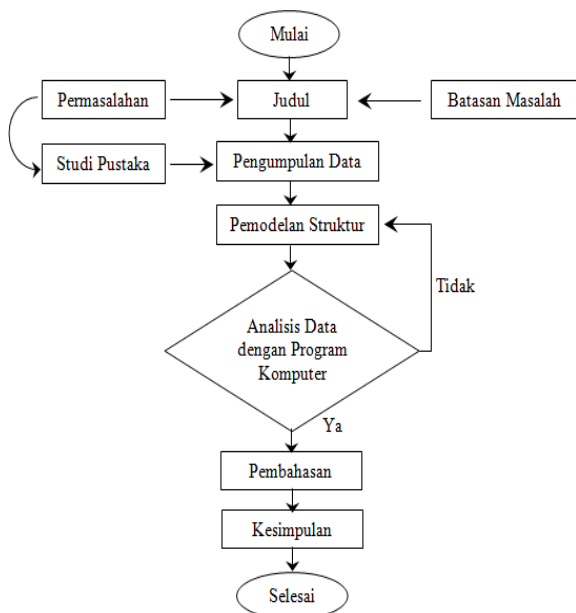 Mulai
Permasalahan
Judul
Batasan Masalah
Studi Pustaka
Pengumpulan Data
Pemodelan Struktur
Tidak
Analisis Data
dengan Program
Komputer
Ya
Pembahasan
Kesimpulan
Selesai